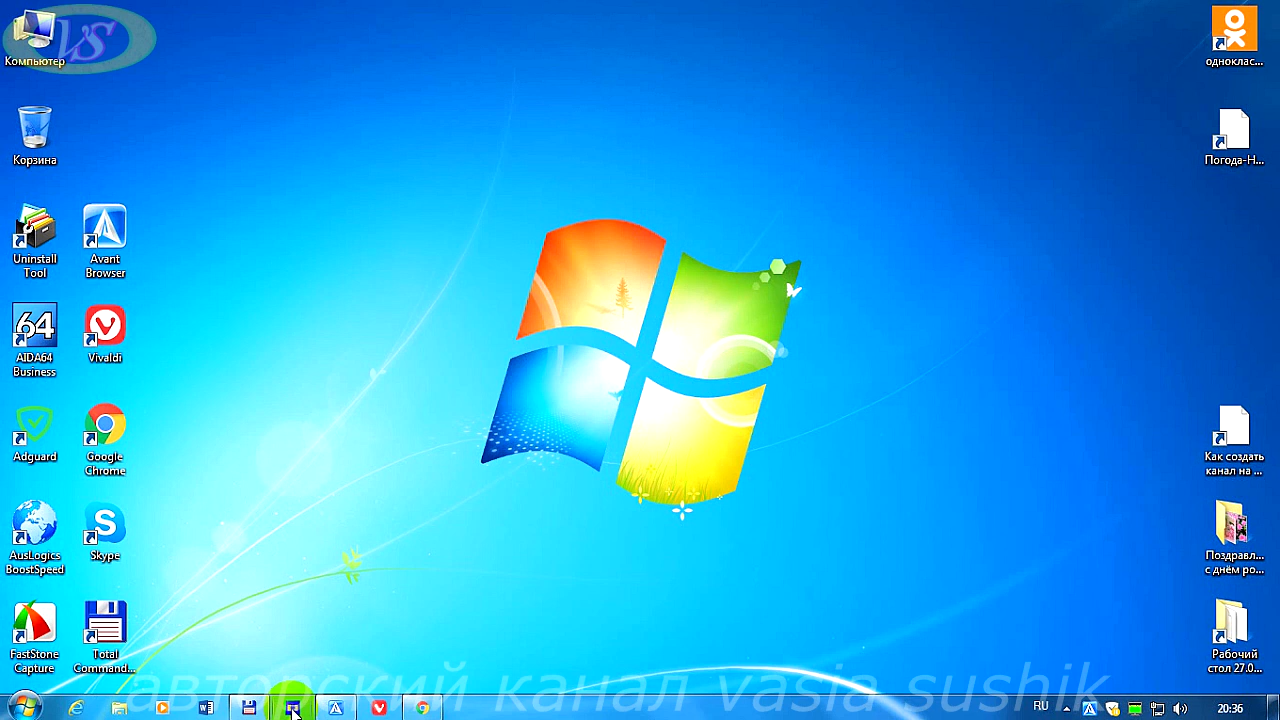 VS
Компьютер
Корзина
Uninstall
Tool
Avant
Browser
64
AIDA64
Business
Vivaldi
Adguard
Google
Chrome
AusLogics
BoostSpeed
S
Skype
FastStone
Capture
Total
Command...
одноклас...
Погода-Н...
Как создать
канал на ...
Поздравл...
с днём ро...
Рабочий
стол 27.0...
авторский канал vasia sushik
RU
20:36